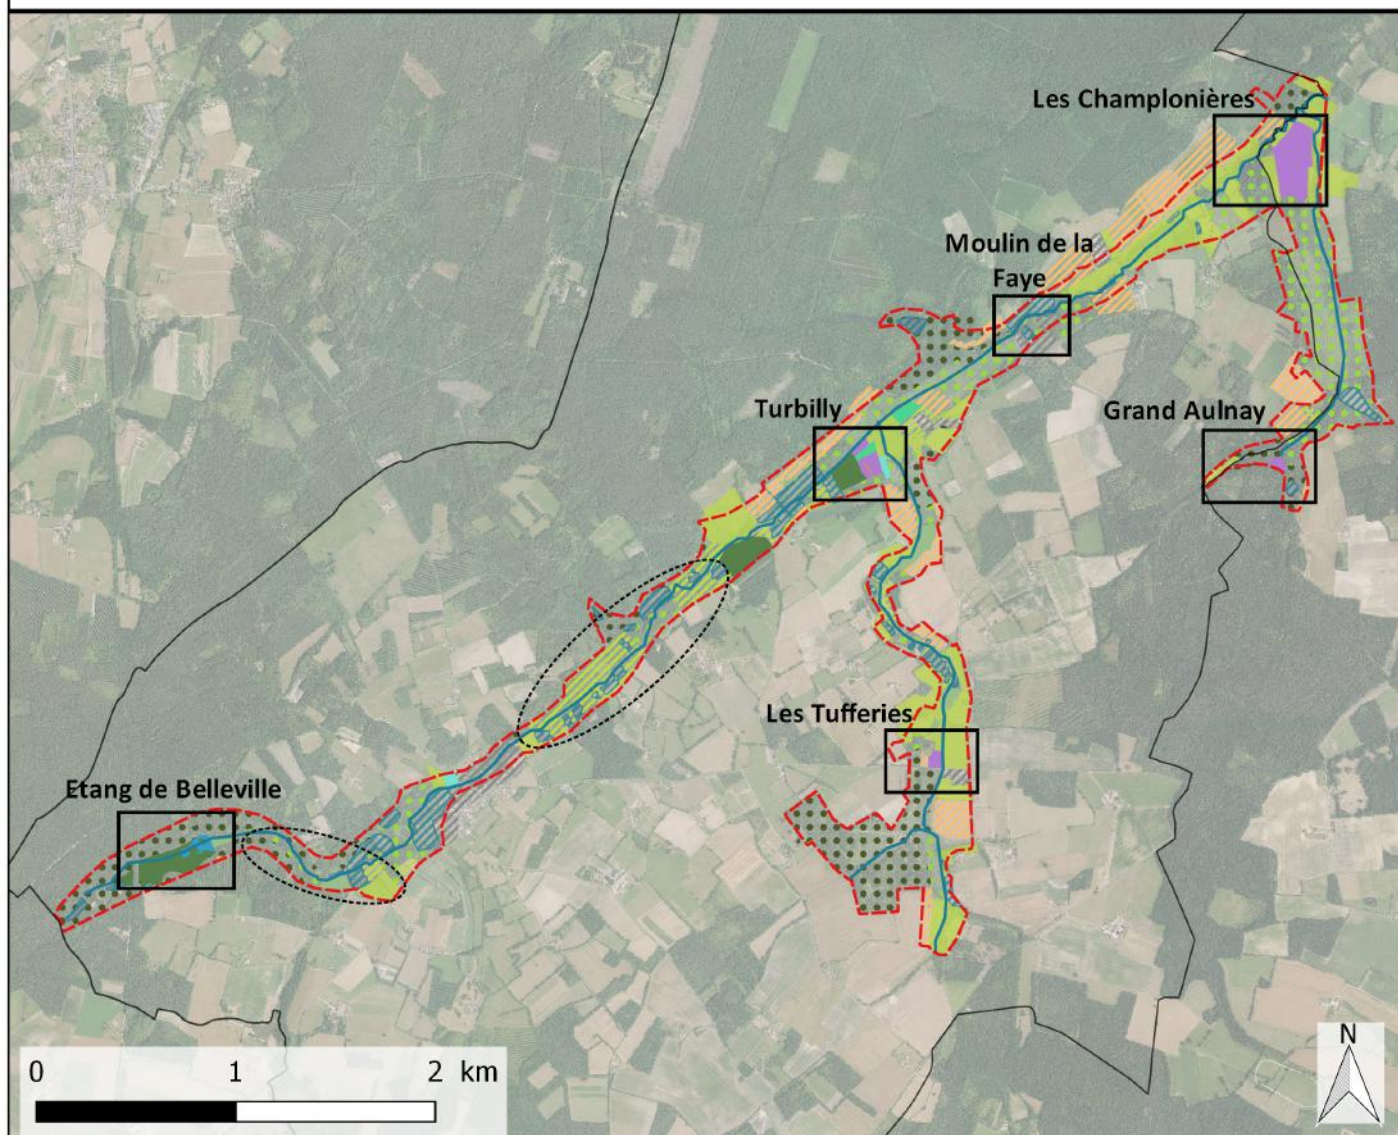 Les Champlonières
Moulin de la
Faye
Turbilly
Grand Aulnay
Les Tufferies
Etang de Belleville
0 1 2 km
N